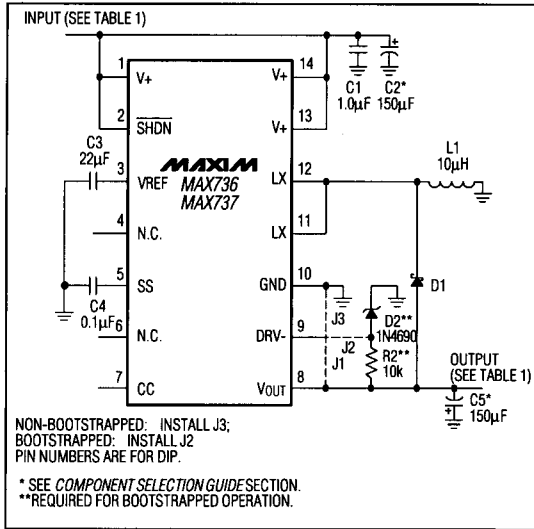 INPUT (SEE TABLE 1)
1
V+
14
V+
C1
1.0µF
+
C2*
150µF
2
SHDN
13
V+
C3
22µF
3
VREF
MAXIM
MAX736
MAX737
12
LX
L1
10µH
4
N.C.
11
LX
5
SS
10
GND
C4
0.1µF
J3
D1
6
N.C.
9
DRV-
J2
D2**
1N4690
J1
R2**
10k
7
CC
8
VOUT
OUTPUT
(SEE TABLE 1)
+
C5*
150µF
NON-BOOTSTRAPPED: INSTALL J3;
BOOTSTRAPPED: INSTALL J2
PIN NUMBERS ARE FOR DIP.
* SEE COMPONENT SELECTION GUIDE SECTION.
**REQUIRED FOR BOOTSTRAPPED OPERATION.